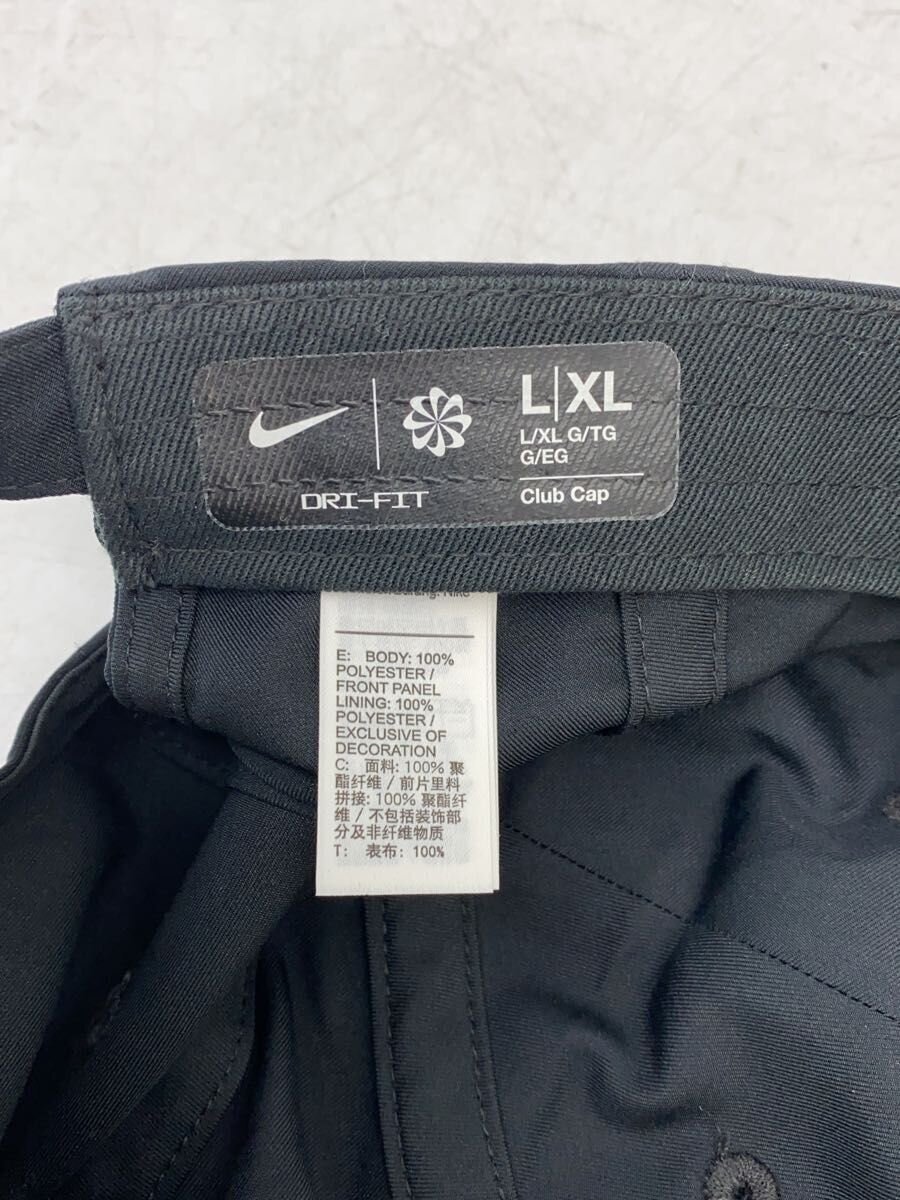 L|XL
L/XL G/TG
G/EG
Club Cap
DRI-FIT
E: BODY: 100%
POLYESTER /
FRONT PANEL
LINING: 100%
POLYESTER /
EXCLUSIVE OF
DECORATION
C: 面料: 100% 聚
酯纤维 / 前片里料
拼接: 100% 聚酯纤
维 / 不包括装饰部
分及非纤维物质
T: 表布: 100%